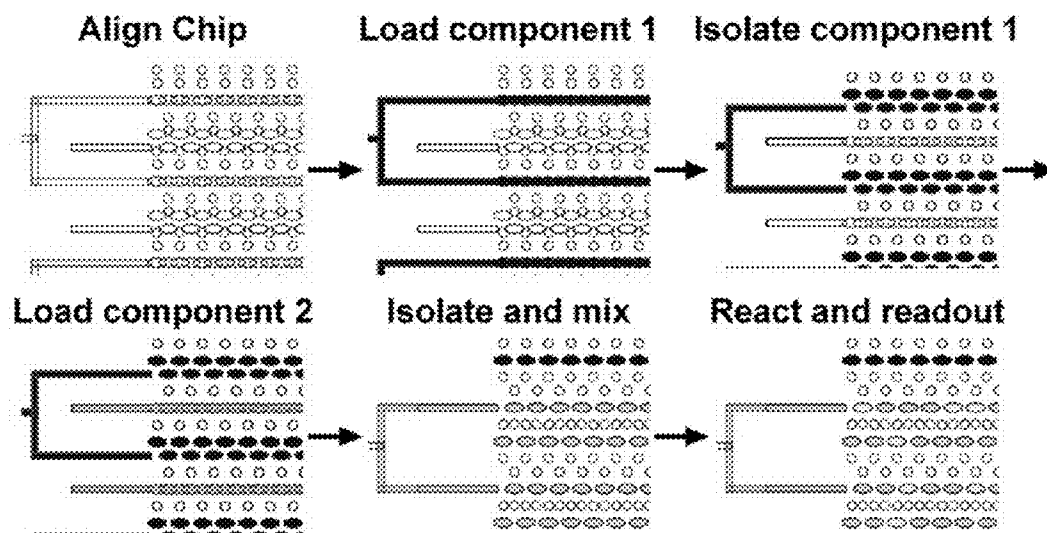 Align Chip
Load component 1
Isolate component 1
Load component 2
Isolate and mix
React and readout